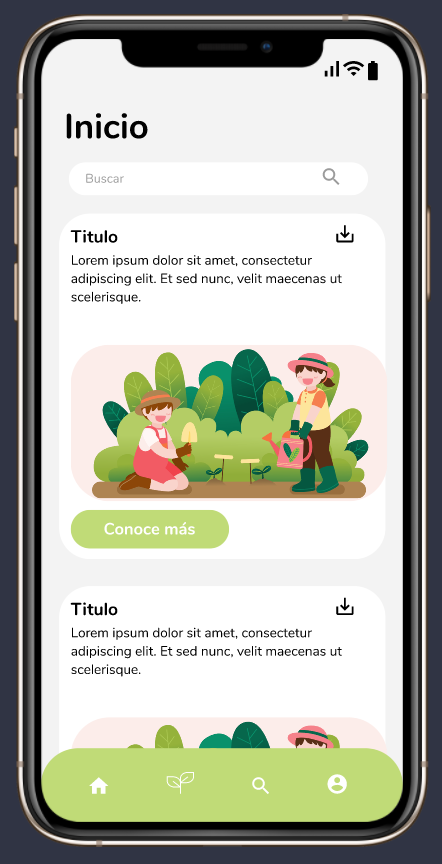 Inicio
Buscar
Titulo
Lorem ipsum dolor sit amet, consectetur
adipiscing elit. Et sed nunc, velit maecenas ut
scelerisque.
Conoce más
Titulo
Lorem ipsum dolor sit amet, consectetur
adipiscing elit. Et sed nunc, velit maecenas ut
scelerisque.